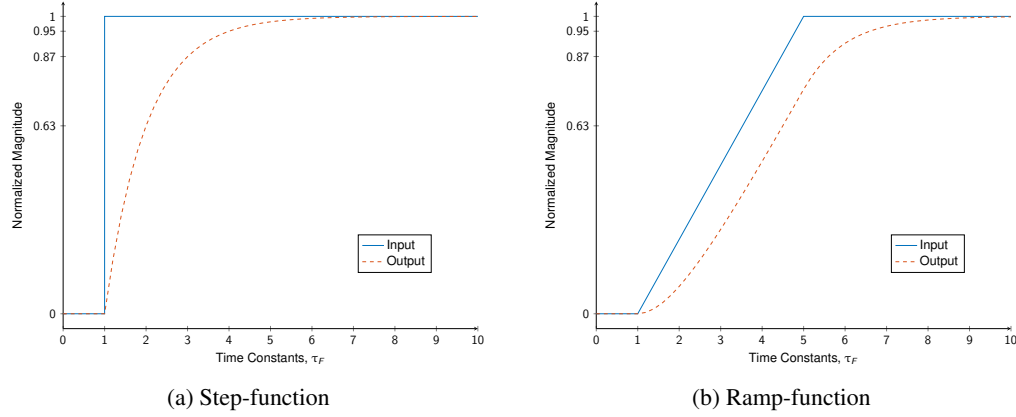 1
0.95
0.87
0.63
0
Normalized Magnitude
Input
Output
0 1 2 3 4 5 6 7 8 9 10
Time Constants, τF
(a) Step-function
1
0.95
0.87
0.63
0
Normalized Magnitude
Input
Output
0 1 2 3 4 5 6 7 8 9 10
Time Constants, τF
(b) Ramp-function